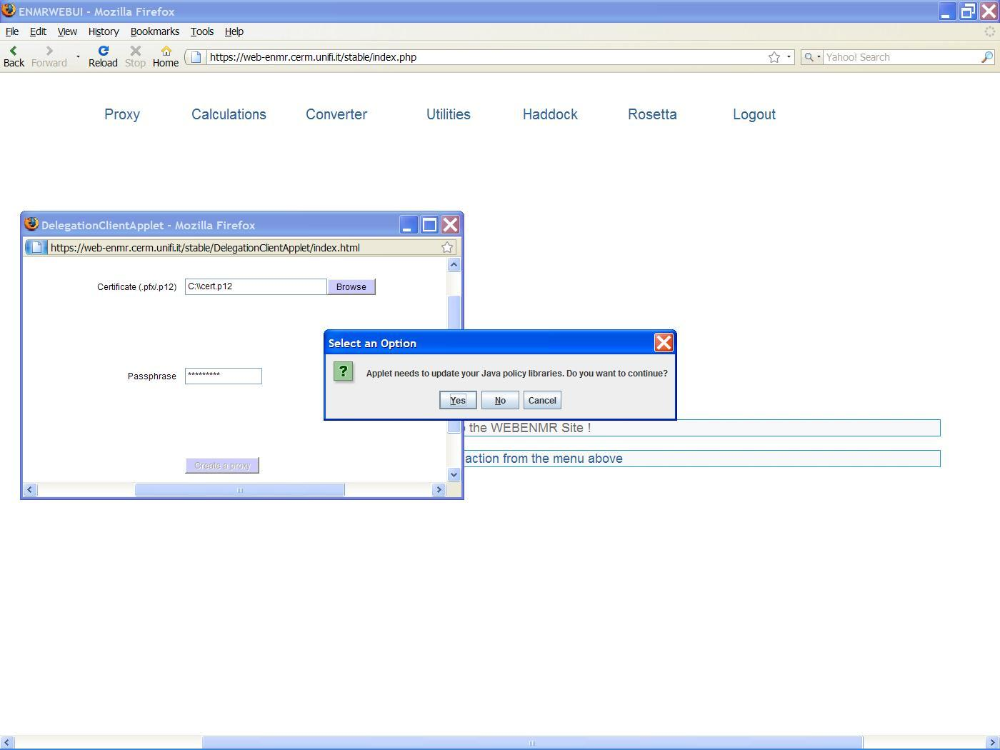 ENMRWEBUI - Mozilla Firefox
File Edit View History Bookmarks Tools Help
Back Forward Reload Stop Home https://web-enmr.cerm.unifi.it/stable/index.php Yahoo! Search
Proxy Calculations Converter Utilities Haddock Rosetta Logout
DelegationClientApplet - Mozilla Firefox
https://web-enmr.cerm.unifi.it/stable/DelegationClientApplet/index.html
Certificate (.pfx/.p12) C:\\cert.p12 Browse
Select an Option
? Applet needs to update your Java policy libraries. Do you want to continue?
Passphrase *********
Yes No Cancel
the WEBENMR Site !
action from the menu above
Create a proxy